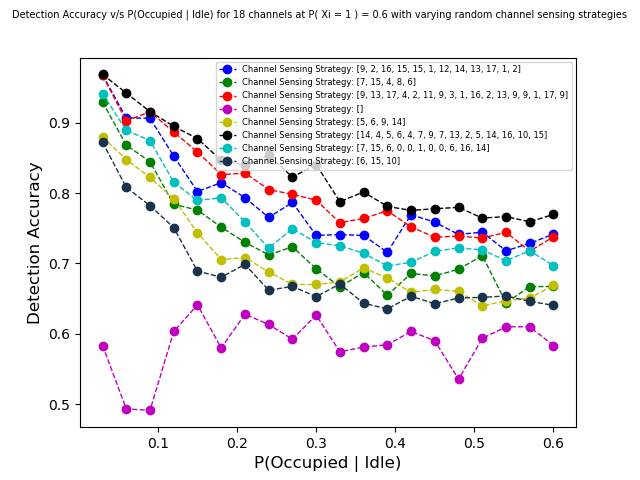 Detection Accuracy v/s P(Occupied | Idle) for 18 channels at P( Xi = 1 ) = 0.6 with varying random channel sensing strategies
Channel Sensing Strategy: [9, 2, 16, 15, 15, 1, 12, 14, 13, 17, 1, 2]
Channel Sensing Strategy: [7, 15, 4, 8, 6]
Channel Sensing Strategy: [9, 13, 17, 4, 2, 11, 9, 3, 1, 16, 2, 13, 9, 9, 1, 17, 9]
Channel Sensing Strategy: []
Channel Sensing Strategy: [5, 6, 9, 14]
Channel Sensing Strategy: [14, 4, 5, 6, 4, 7, 9, 7, 13, 2, 5, 14, 16, 10, 15]
Channel Sensing Strategy: [7, 15, 6, 0, 0, 1, 0, 0, 6, 16, 14]
Channel Sensing Strategy: [6, 15, 10]
0.9
0.8
0.7
0.6
0.5
Detection Accuracy
0.1 0.2 0.3 0.4 0.5 0.6
P(Occupied | Idle)